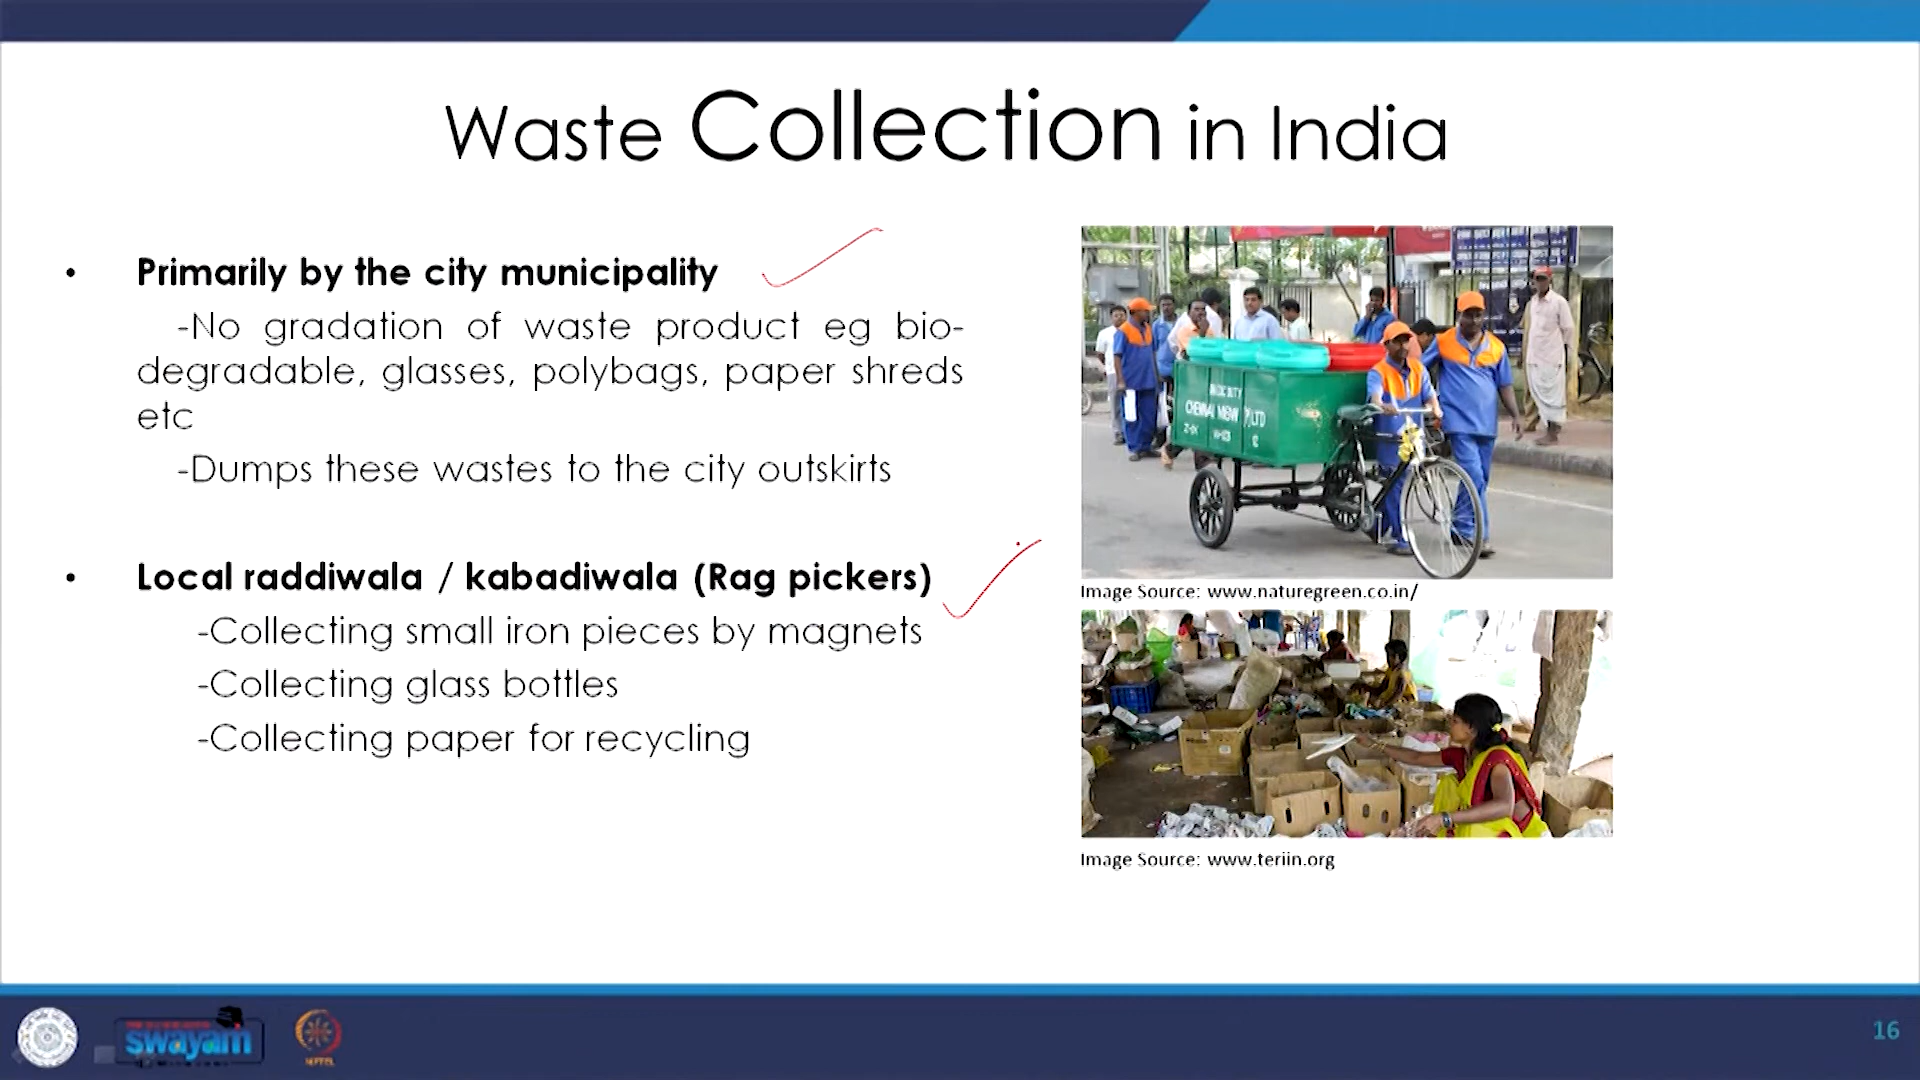 Waste Collection in India
• Primarily by the city municipality
-No gradation of waste product eg bio-
degradable, glasses, polybags, paper shreds
etc
-Dumps these wastes to the city outskirts
• Local raddiwala / kabadiwala (Rag pickers)
-Collecting small iron pieces by magnets
-Collecting glass bottles
-Collecting paper for recycling
Image Source: www.naturegreen.co.in/
Image Source: www.teriin.org
swayam
16